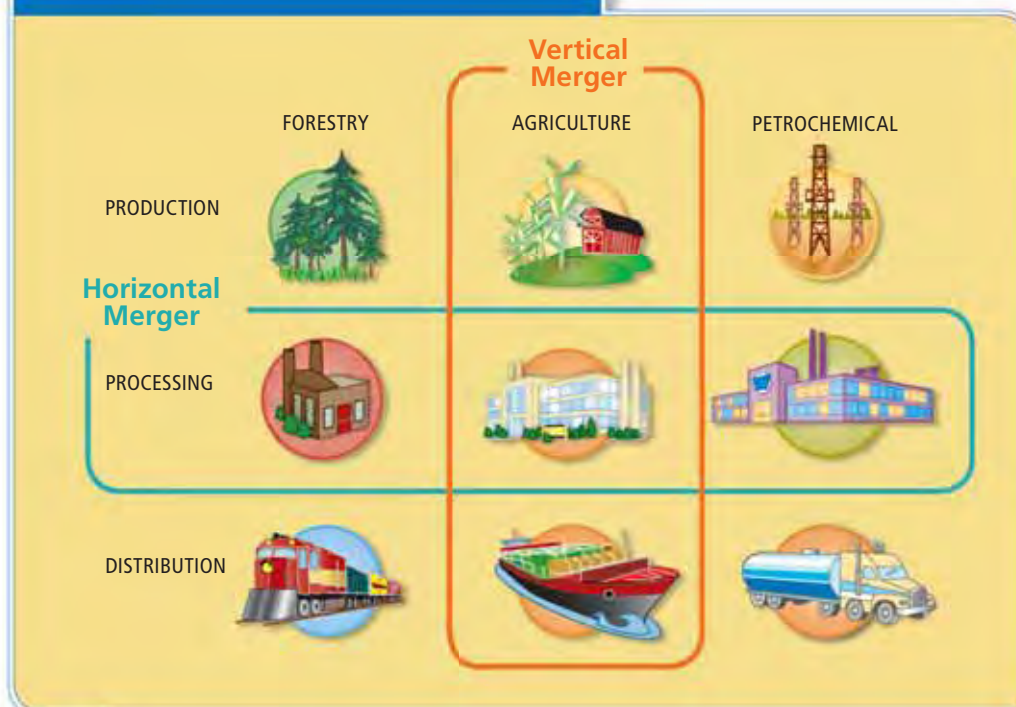 Vertical
Merger
FORESTRY
AGRICULTURE
PETROCHEMICAL
PRODUCTION
Horizontal
Merger
PROCESSING
DISTRIBUTION